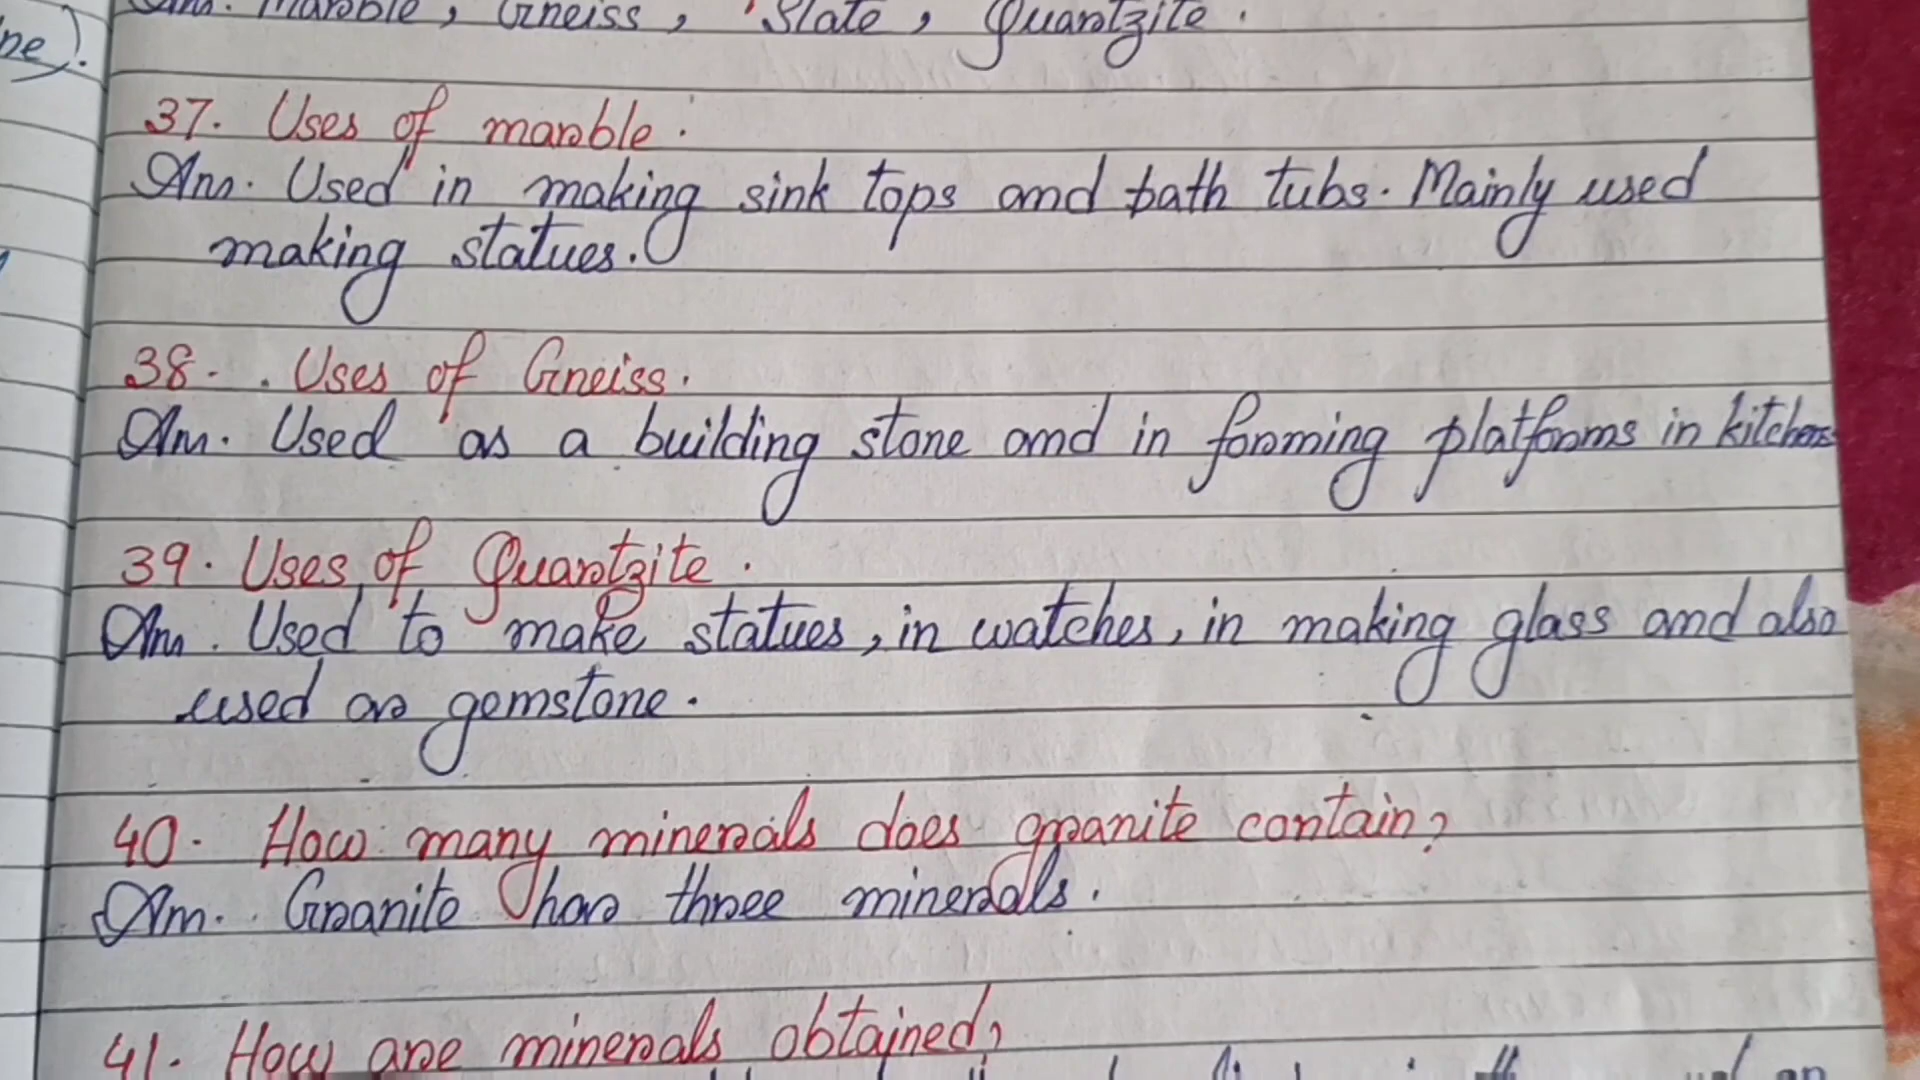 ne).
Ans. Marble, Gneiss, Slate, Quartzite.
37. Uses of marble.
Ans. Used in making sink tops and bath tubs. Mainly used
making statues.
38. Uses of Gneiss.
Ans. Used as a building stone and in forming platforms in kitchens
39. Uses of Quartzite.
Ans. Used to make statues, in watches, in making glass and also
used as gemstone.
40. How many minerals does granite contain?
Ans. Granite has three minerals.
41. How are minerals obtained?